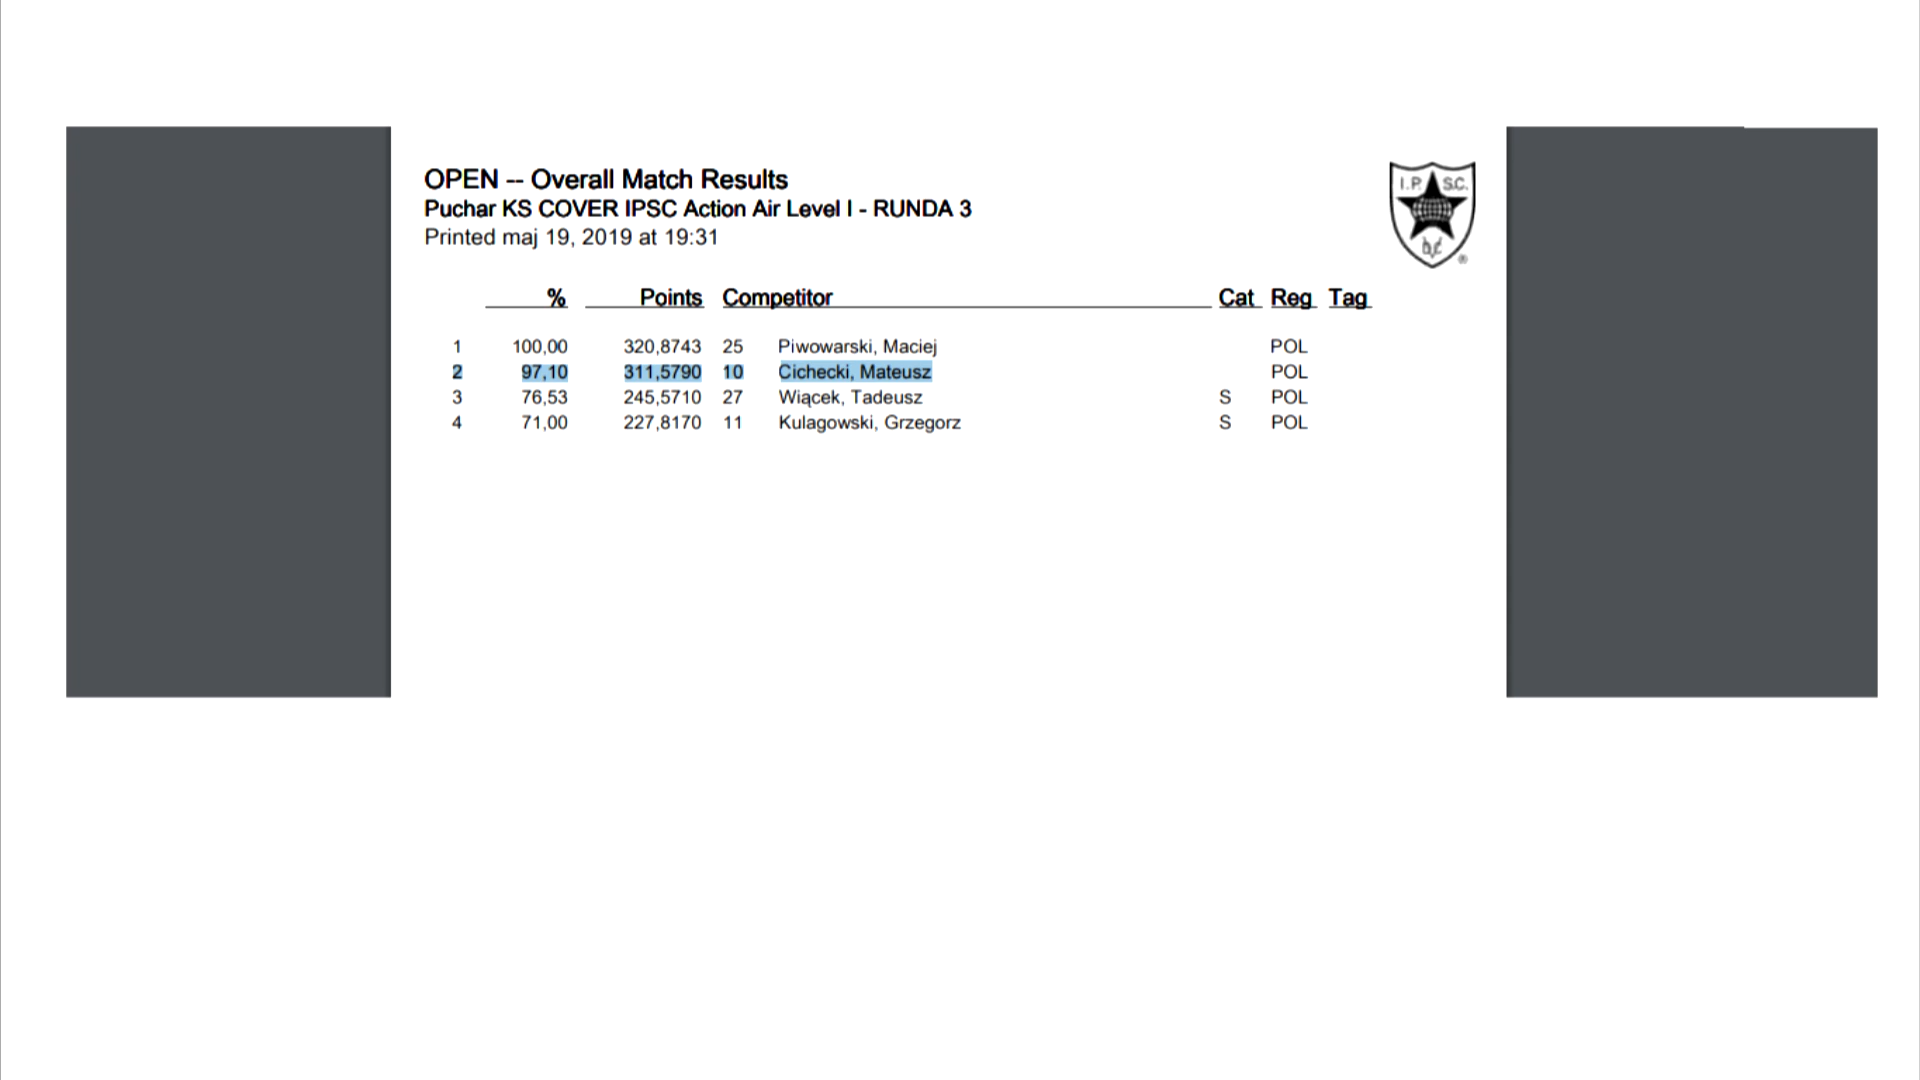 OPEN -- Overall Match Results
Puchar KS COVER IPSC Action Air Level I - RUNDA 3
Printed maj 19, 2019 at 19:31
I.P.S.C.
DVC
®
% Points Competitor Cat Reg Tag
1 100,00 320,8743 25 Piwowarski, Maciej POL
2 97,10 311,5790 10 Cichecki, Mateusz POL
3 76,53 245,5710 27 Wiącek, Tadeusz S POL
4 71,00 227,8170 11 Kulagowski, Grzegorz S POL